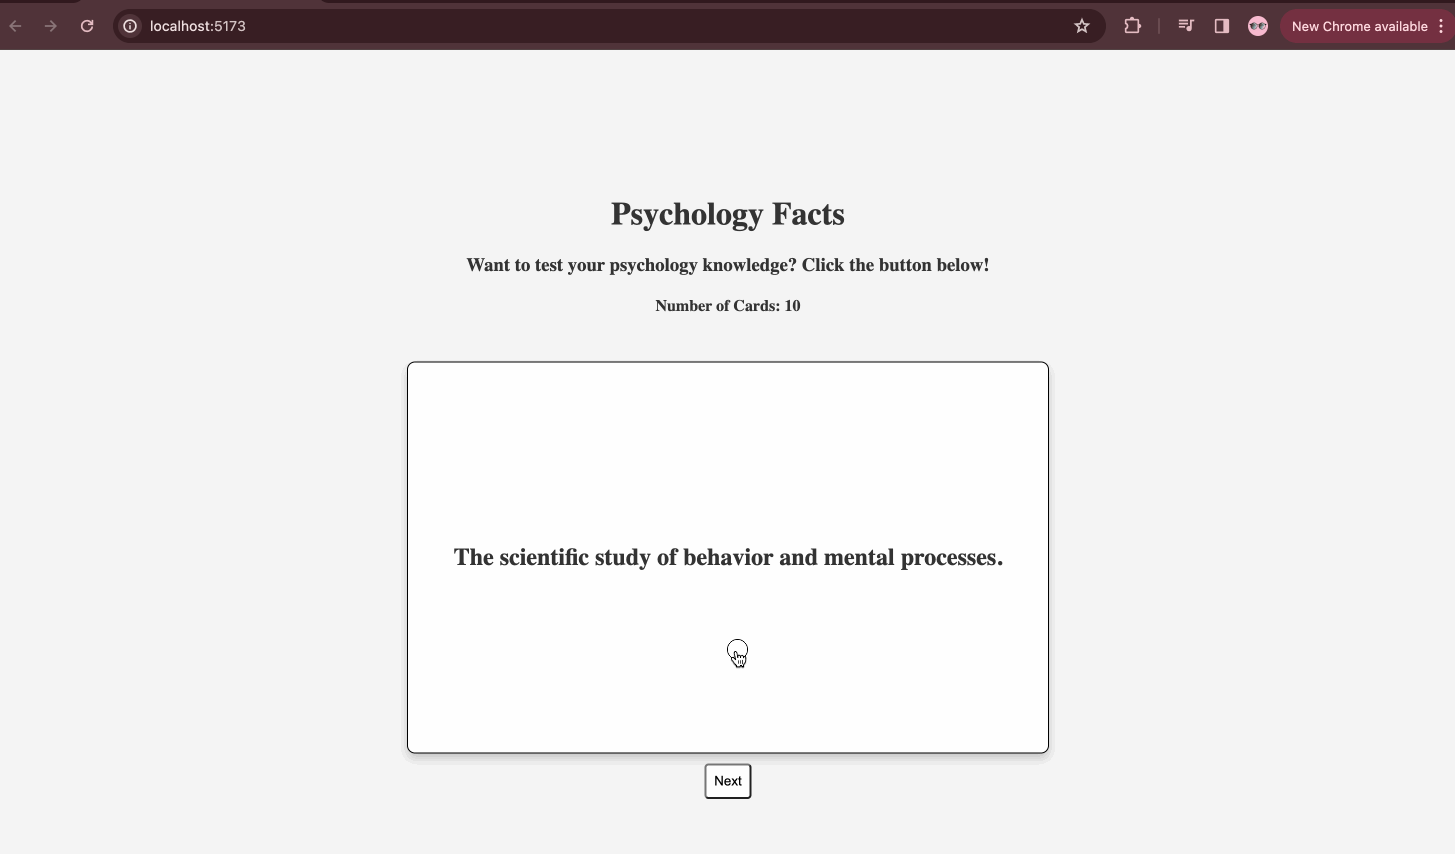 localhost:5173
New Chrome available
Psychology Facts
Want to test your psychology knowledge? Click the button below!
Number of Cards: 10
The scientific study of behavior and mental processes.
Next